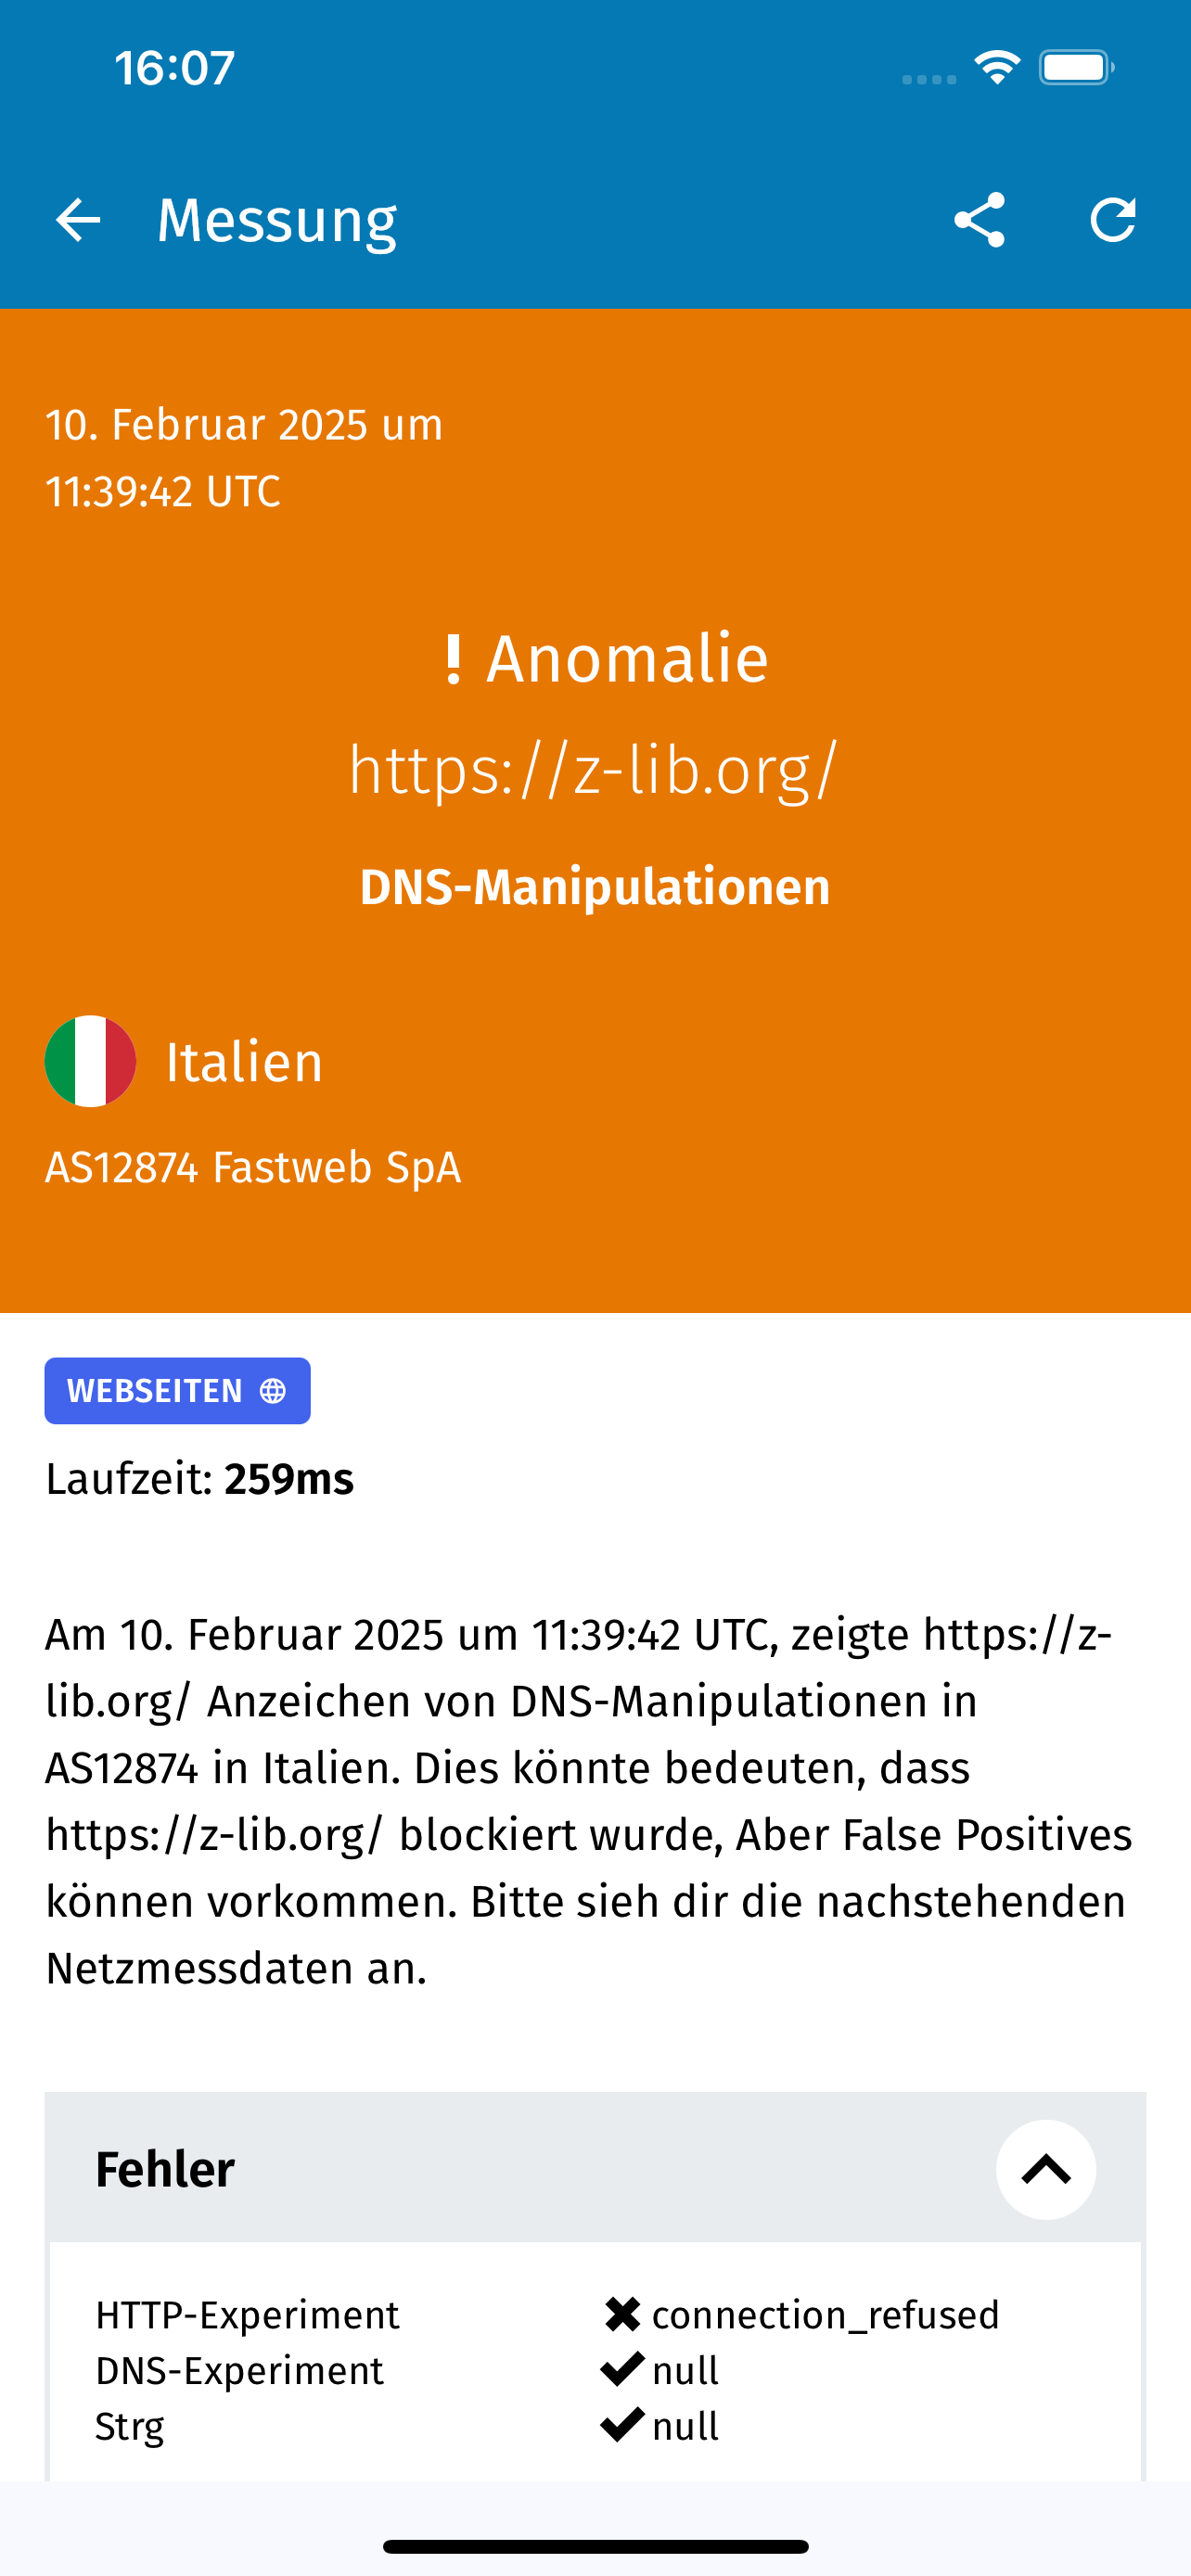 16:07
Messung
10. Februar 2025 um
11:39:42 UTC
! Anomalie
https://z-lib.org/
DNS-Manipulationen
Italien
AS12874 Fastweb SpA
WEBSEITEN
Laufzeit: 259ms
Am 10. Februar 2025 um 11:39:42 UTC, zeigte https://z-
lib.org/ Anzeichen von DNS-Manipulationen in
AS12874 in Italien. Dies könnte bedeuten, dass
https://z-lib.org/ blockiert wurde, Aber False Positives
können vorkommen. Bitte sieh dir die nachstehenden
Netzmessdaten an.
Fehler
HTTP-Experiment connection_refused
DNS-Experiment null
Strg null